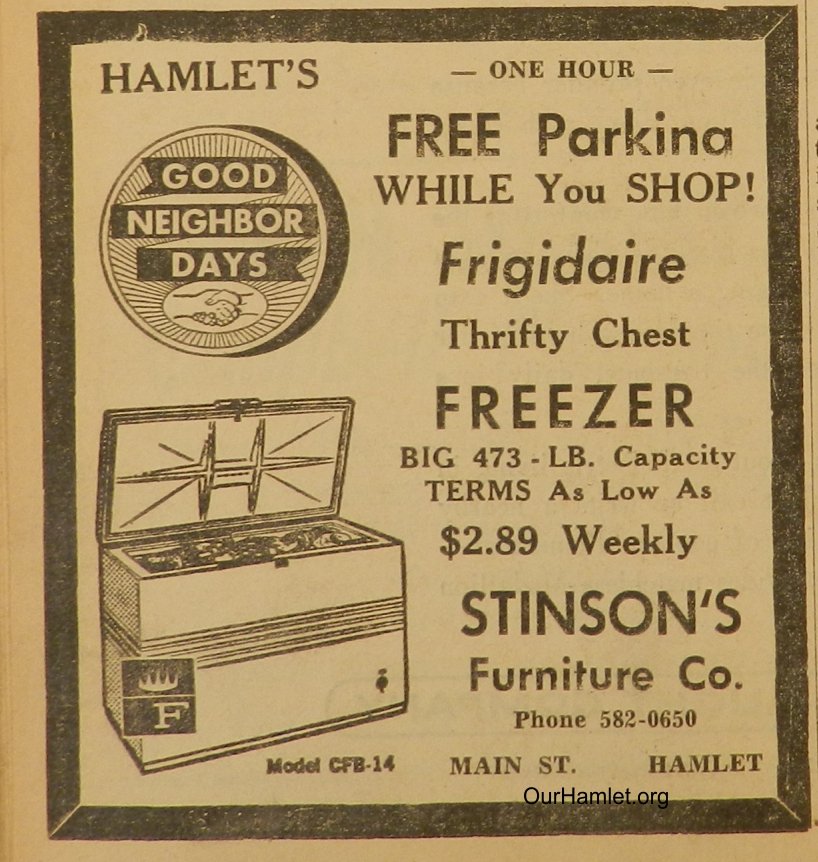 HAMLET'S
GOOD
NEIGHBOR
DAYS
— ONE HOUR —
FREE Parking
WHILE You SHOP!
Frigidaire
Thrifty Chest
FREEZER
BIG 473 - LB. Capacity
TERMS As Low As
$2.89 Weekly
STINSON'S
Furniture Co.
Phone 582-0650
MAIN ST. HAMLET
F
Model CFB-14
OurHamlet.org